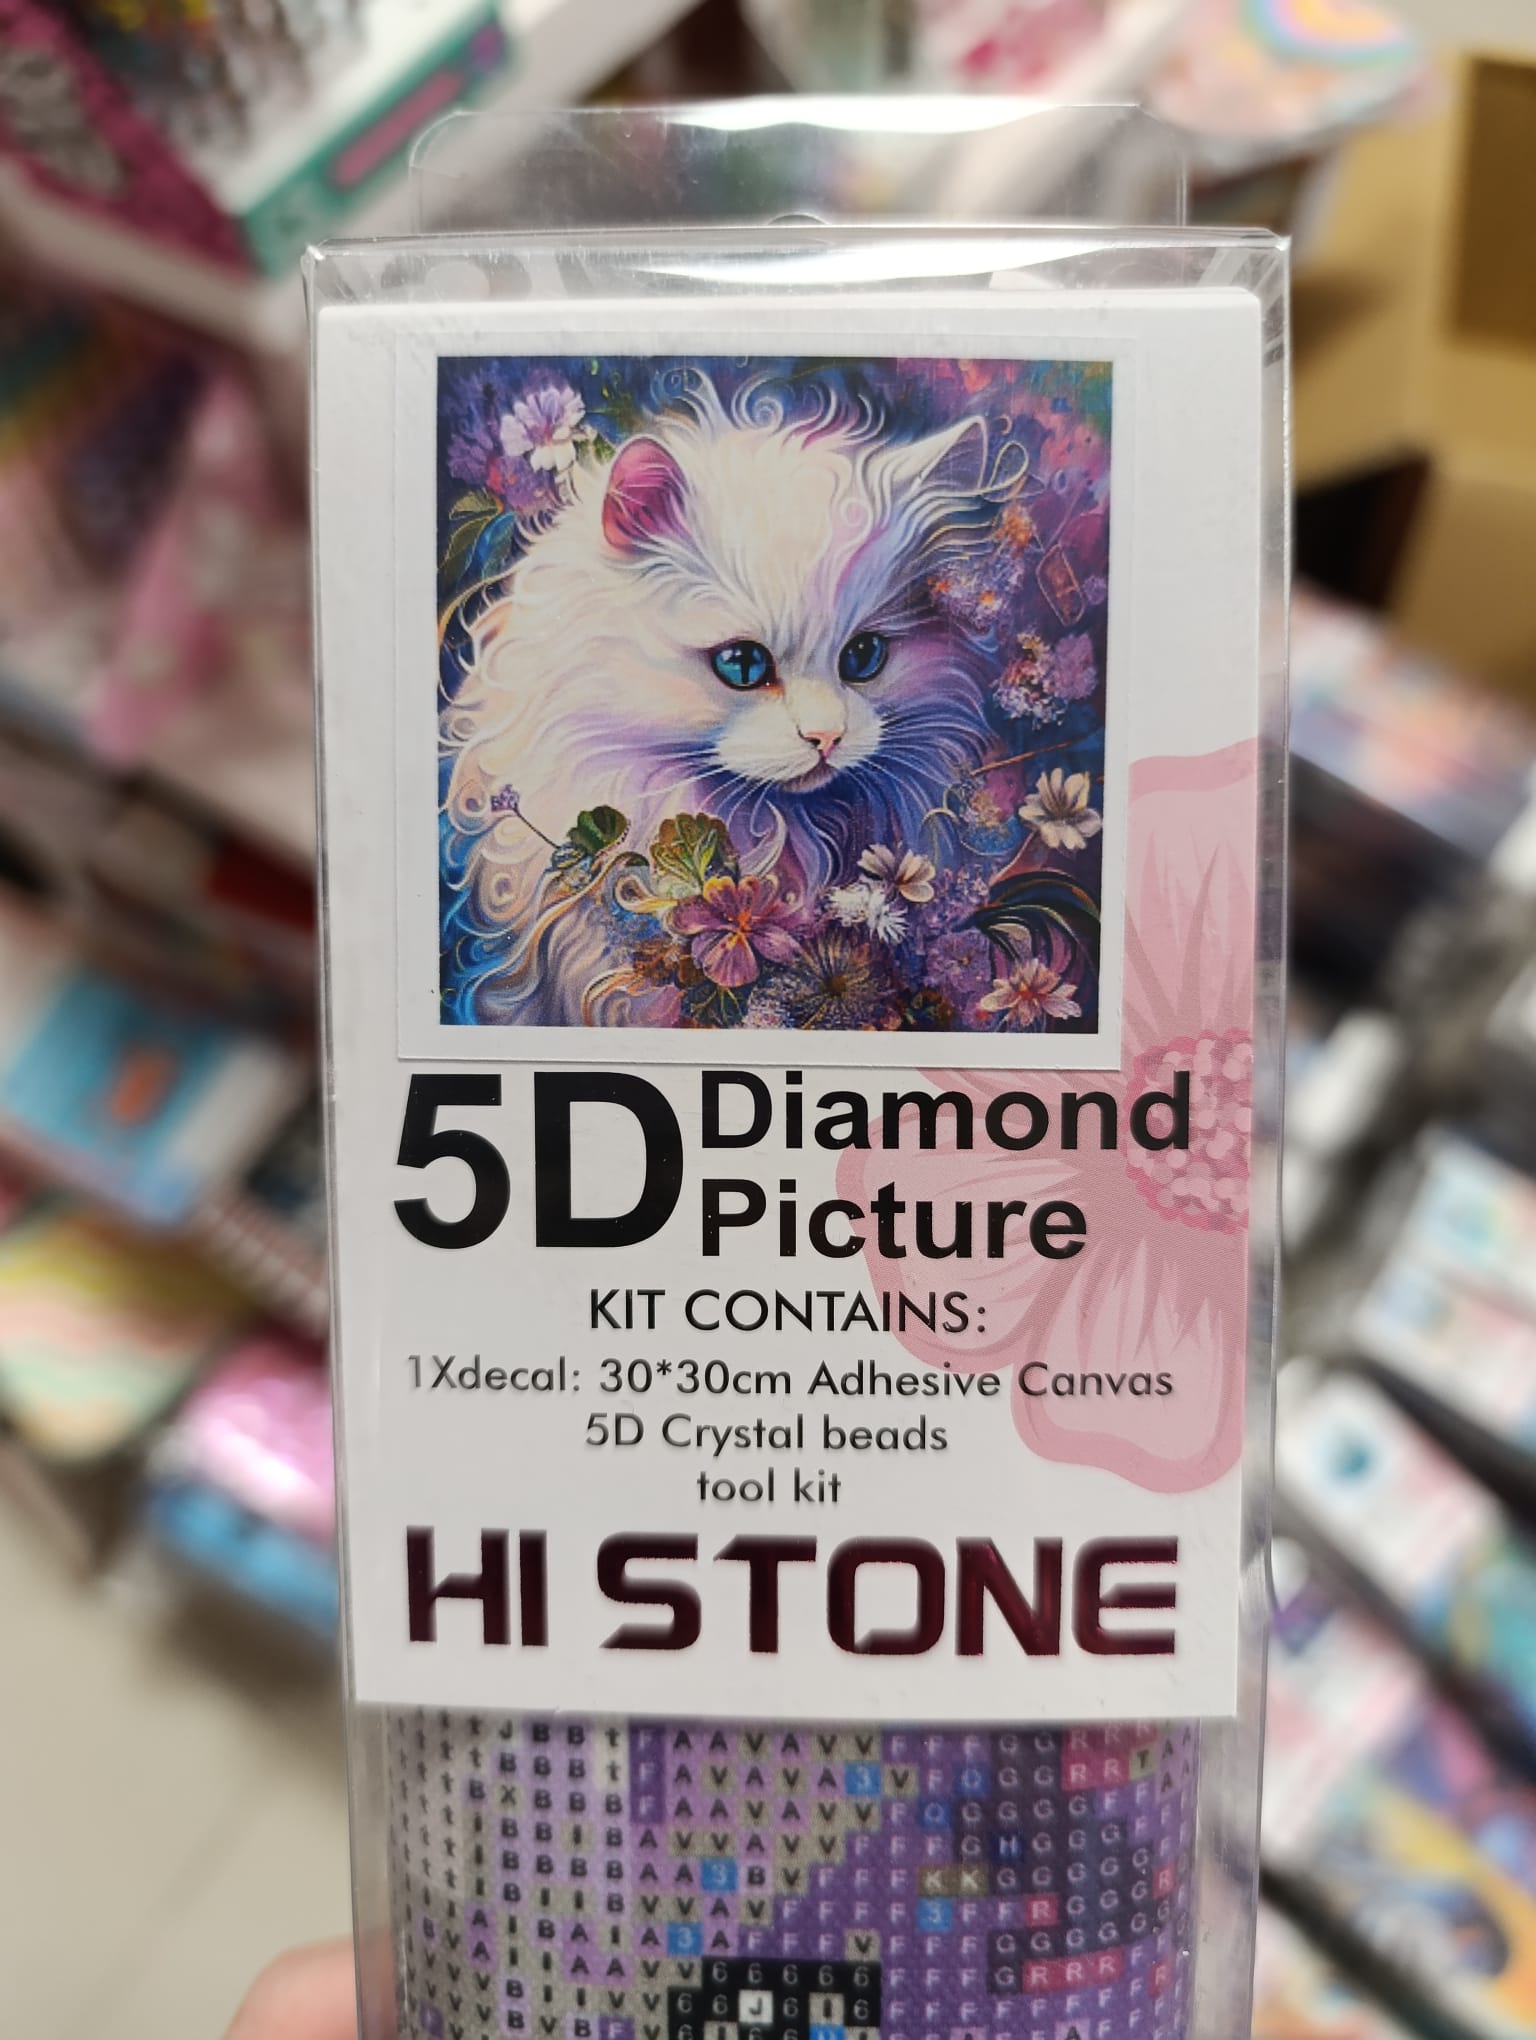 5D Diamond
Picture
KIT CONTAINS:
1Xdecal: 30*30cm Adhesive Canvas
5D Crystal beads
tool kit
HI STONE